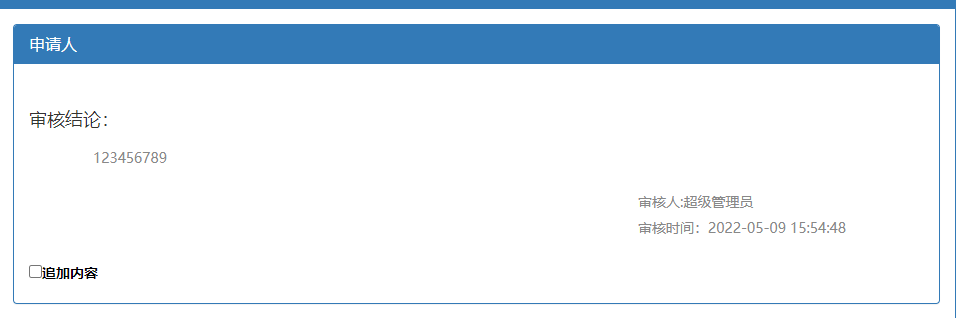 申请人
审核结论：
123456789
审核人:超级管理员
审核时间：2022-05-09 15:54:48
追加内容